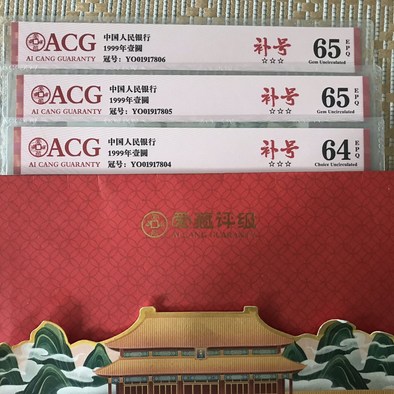 ACG
AI CANG GUARANTY
中国人民银行
1999年壹圆
冠号: YO01917806
补号
☆☆☆
65 EPQ
Gem Uncirculated
ACG
AI CANG GUARANTY
中国人民银行
1999年壹圆
冠号: YO01917805
补号
☆☆☆
65 EPQ
Gem Uncirculated
ACG
AI CANG GUARANTY
中国人民银行
1999年壹圆
冠号: YO01917804
补号
☆☆☆
64 EPQ
Choice Uncirculated
爱藏评级
AI CANG GUARANTY